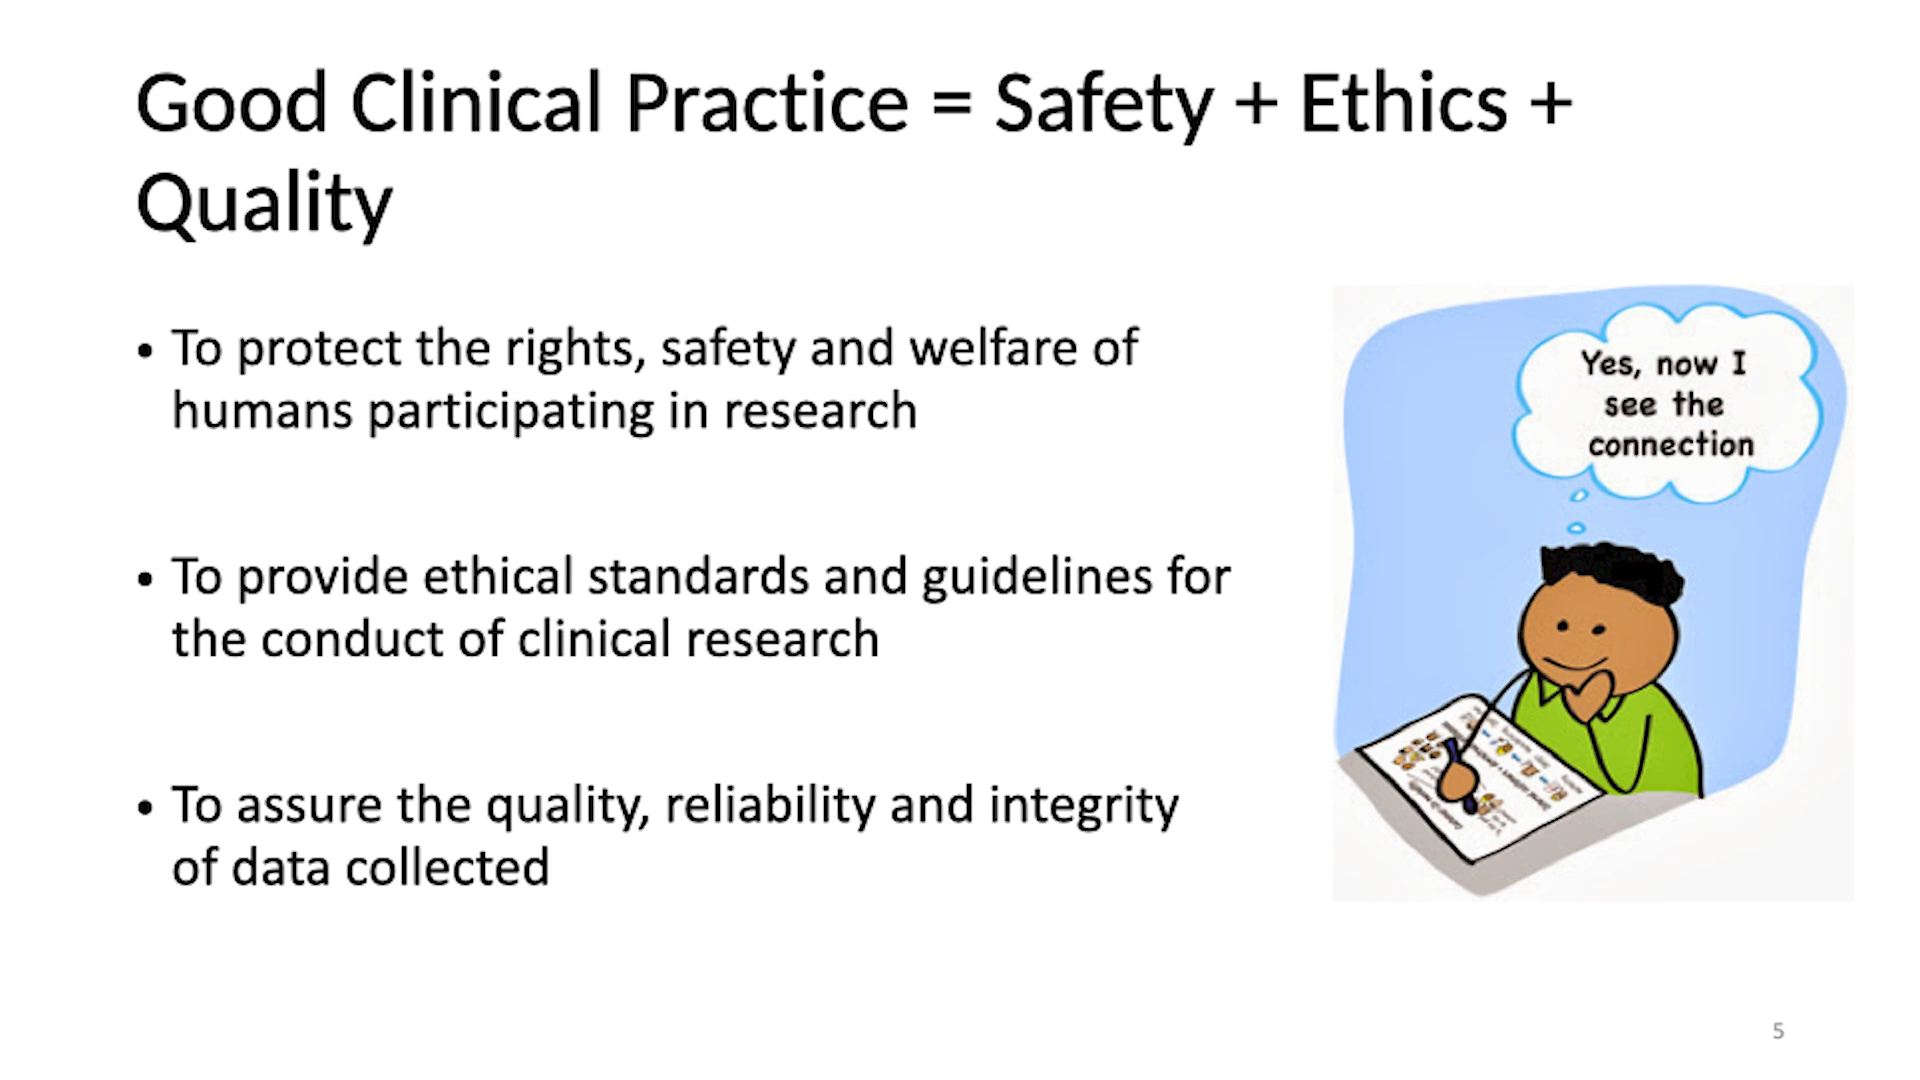 Good Clinical Practice = Safety + Ethics +
Quality
• To protect the rights, safety and welfare of
humans participating in research
• To provide ethical standards and guidelines for
the conduct of clinical research
• To assure the quality, reliability and integrity
of data collected
Yes, now I
see the
connection
5